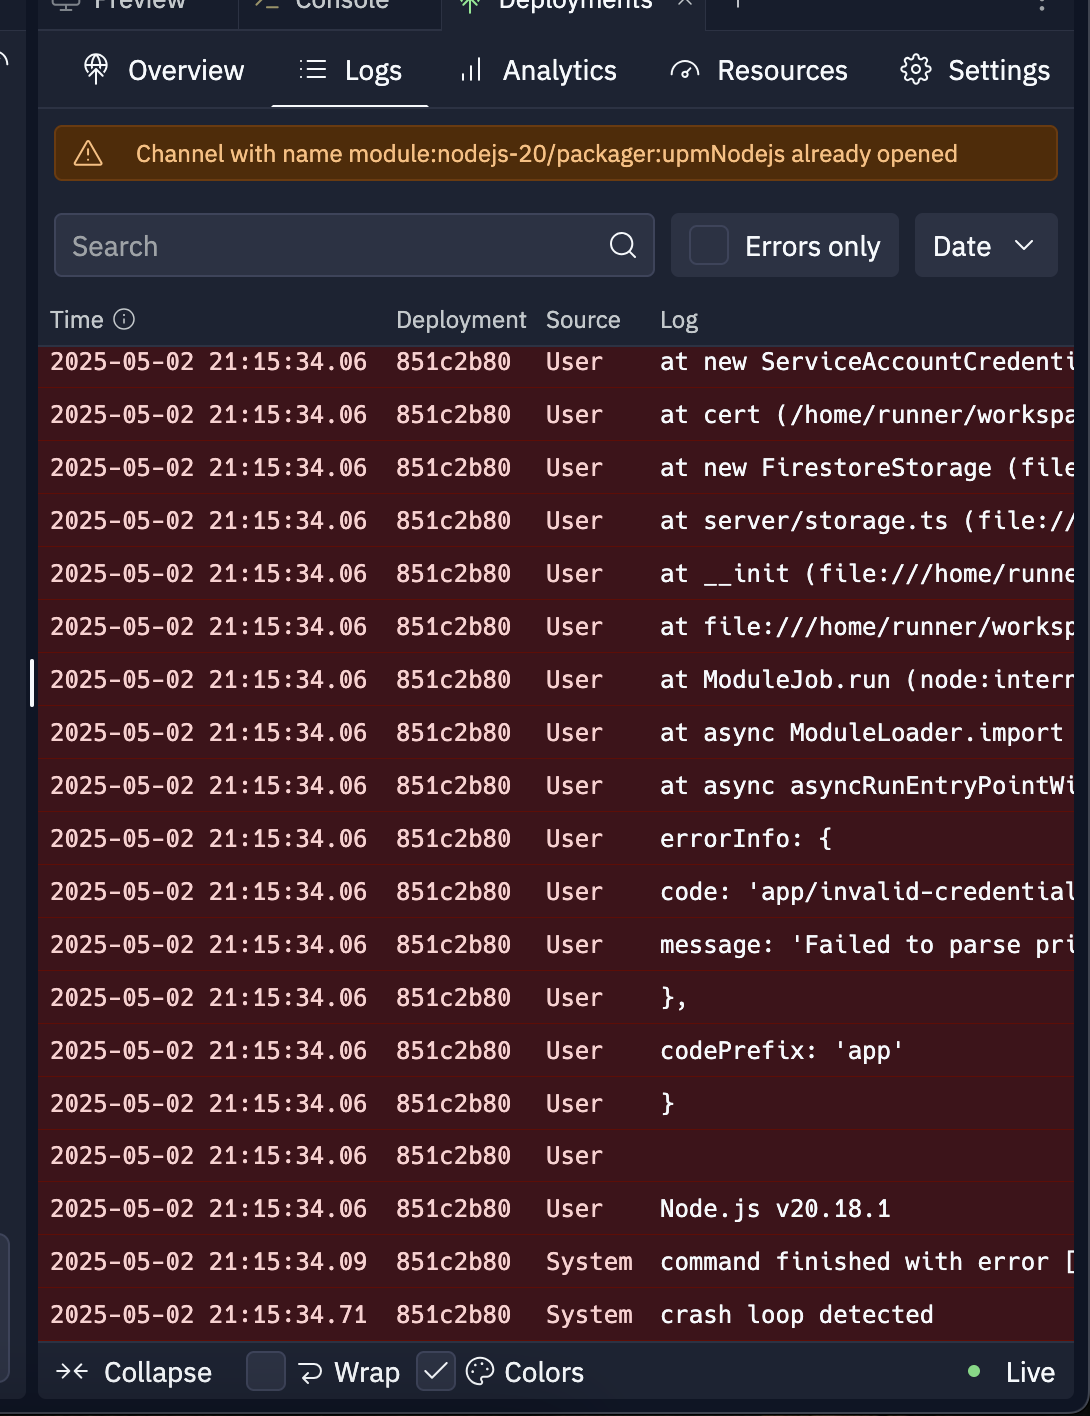 Preview Console Deployments
Overview Logs Analytics Resources Settings
Channel with name module:nodejs-20/packager:upmNodejs already opened
Search Errors only Date
Time Deployment Source Log
2025-05-02 21:15:34.06 851c2b80 User at new ServiceAccountCredenti
2025-05-02 21:15:34.06 851c2b80 User at cert (/home/runner/workspa
2025-05-02 21:15:34.06 851c2b80 User at new FirestoreStorage (file
2025-05-02 21:15:34.06 851c2b80 User at server/storage.ts (file://
2025-05-02 21:15:34.06 851c2b80 User at __init (file:///home/runne
2025-05-02 21:15:34.06 851c2b80 User at file:///home/runner/worksp
2025-05-02 21:15:34.06 851c2b80 User at ModuleJob.run (node:intern
2025-05-02 21:15:34.06 851c2b80 User at async ModuleLoader.import
2025-05-02 21:15:34.06 851c2b80 User at async asyncRunEntryPointWi
2025-05-02 21:15:34.06 851c2b80 User errorInfo: {
2025-05-02 21:15:34.06 851c2b80 User code: 'app/invalid-credential
2025-05-02 21:15:34.06 851c2b80 User message: 'Failed to parse pri
2025-05-02 21:15:34.06 851c2b80 User },
2025-05-02 21:15:34.06 851c2b80 User codePrefix: 'app'
2025-05-02 21:15:34.06 851c2b80 User }
2025-05-02 21:15:34.06 851c2b80 User
2025-05-02 21:15:34.06 851c2b80 User Node.js v20.18.1
2025-05-02 21:15:34.09 851c2b80 System command finished with error [
2025-05-02 21:15:34.71 851c2b80 System crash loop detected
Collapse Wrap Colors Live